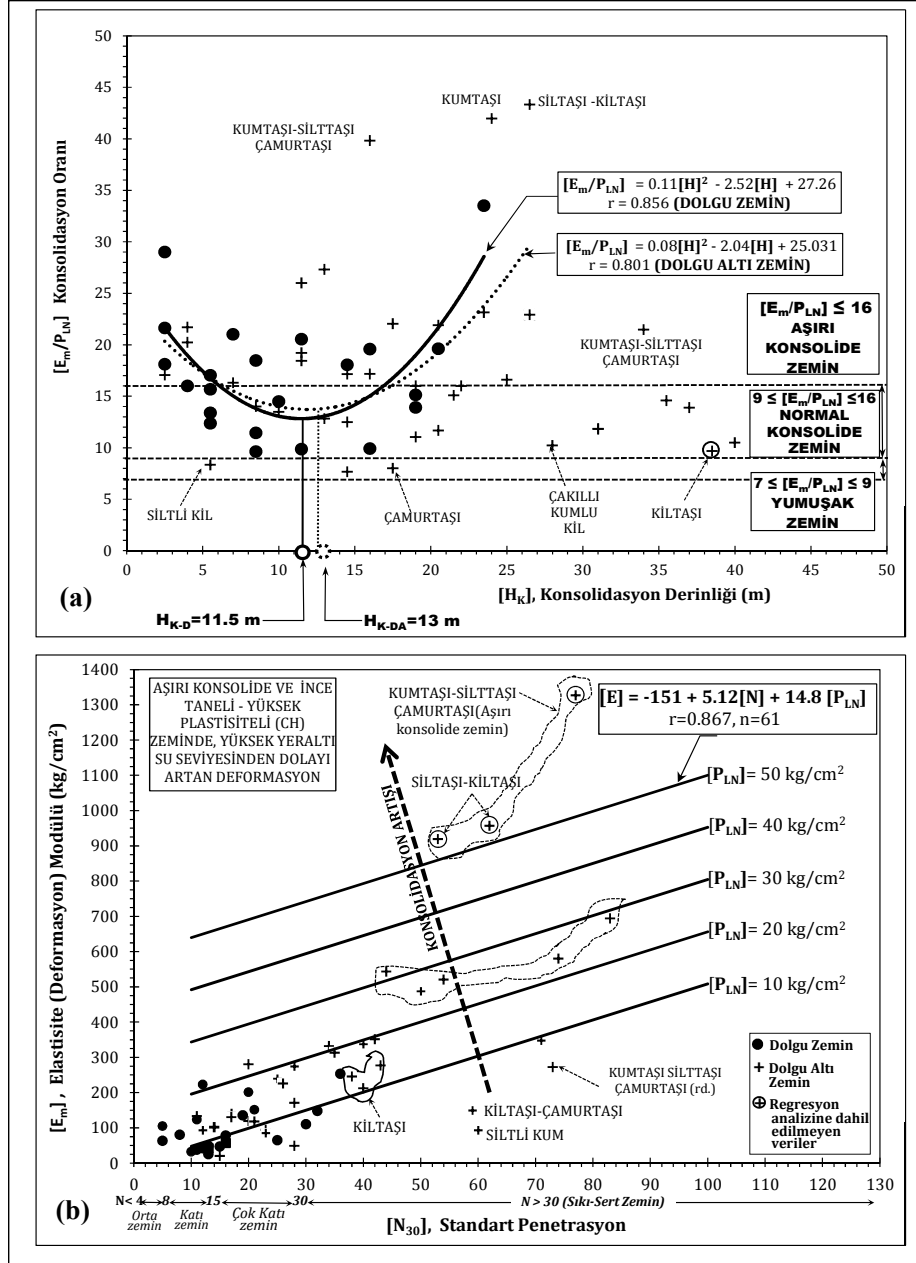 50
45
40
35
30
25
20
15
10
5
0
[Em/PLN] Konsolidasyon Oranı
KUMTAŞI
SİLTAŞI -KİLTAŞI
KUMTAŞI-SİLTTAŞI
ÇAMURTAŞI
[Em/PLN] = 0.11[H]² - 2.52[H] + 27.26
r = 0.856 (DOLGU ZEMİN)
[Em/PLN] = 0.08[H]² - 2.04[H] + 25.031
r = 0.801 (DOLGU ALTI ZEMİN)
[Em/PLN] ≤ 16
AŞIRI
KONSOLİDE
ZEMİN
KUMTAŞI-SİLTTAŞI
ÇAMURTAŞI
9 ≤ [Em/PLN] ≤16
NORMAL
KONSOLİDE
ZEMİN
7 ≤ [Em/PLN] ≤ 9
YUMUŞAK
ZEMİN
SİLTLİ KİL
ÇAMURTAŞI
ÇAKILLI
KUMLU
KİL
KİLTAŞI
0 5 10 15 20 25 30 35 40 45 50
(a)
[HK], Konsolidasyon Derinliği (m)
HK-D=11.5 m
HK-DA=13 m
1400
1300
1200
1100
1000
900
800
700
600
500
400
300
200
100
0
[Em] , Elastisite (Deformasyon) Modülü (kg/cm²)
AŞIRI KONSOLİDE VE İNCE
TANELİ - YÜKSEK
PLASTİSİTELİ (CH)
ZEMİNDE, YÜKSEK YERALTI
SU SEVİYESİNDEN DOLAYI
ARTAN DEFORMASYON
KUMTAŞI-SİLTTAŞI
ÇAMURTAŞI(Aşırı
konsolide zemin)
[E] = -151 + 5.12[N] + 14.8 [PLN]
r=0.867, n=61
SİLTAŞI-KİLTAŞI
KONSOLİDASYON ARTIŞI
[PLN]= 50 kg/cm²
[PLN]= 40 kg/cm²
[PLN]= 30 kg/cm²
[PLN]= 20 kg/cm²
[PLN]= 10 kg/cm²
KİLTAŞI
KUMTAŞI SİLTTAŞI
ÇAMURTAŞI (rd.)
KİLTAŞI-ÇAMURTAŞI
SİLTLİ KUM
Dolgu Zemin
Dolgu Altı
Zemin
Regresyon
analizine dahil
edilmeyen
veriler
0 10 20 30 40 50 60 70 80 90 100 110 120 130
N< 4 8 15 30 N > 30 (Sıkı-Sert Zemin)
Orta
zemin
Katı
zemin
Çok Katı
zemin
(b)
[N30], Standart Penetrasyon